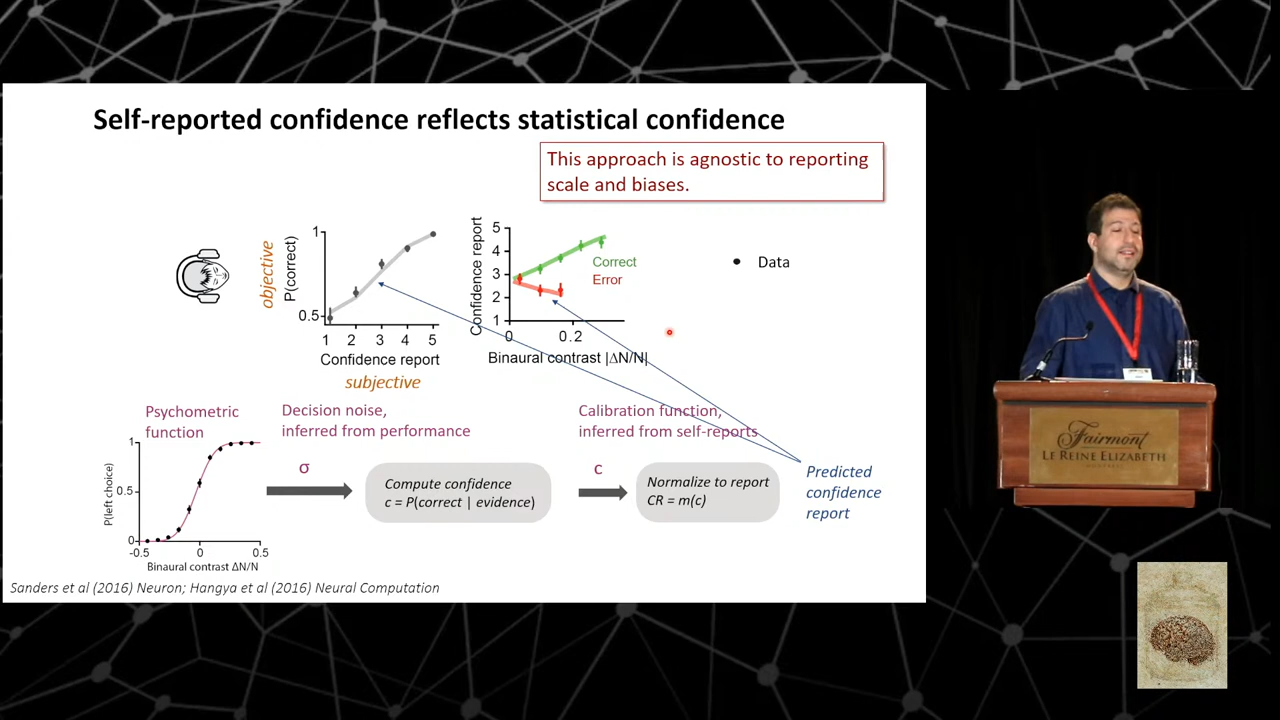 Self-reported confidence reflects statistical confidence
This approach is agnostic to reporting
scale and biases.
objective
P(correct)
1
0.5
1 2 3 4 5
Confidence report
subjective
Confidence report
5
4
3
2
1
0 0.2
Binaural contrast |ΔN/N|
Correct
Error
Data
Psychometric
function
P(left choice)
1
0.5
0
-0.5 0 0.5
Binaural contrast ΔN/N
Decision noise,
inferred from performance
σ
Compute confidence
c = P(correct | evidence)
Calibration function,
inferred from self-reports
c
Normalize to report
CR = m(c)
Predicted
confidence
report
Sanders et al (2016) Neuron; Hangya et al (2016) Neural Computation
Fairmont
LE REINE ELIZABETH
MONTRÉAL